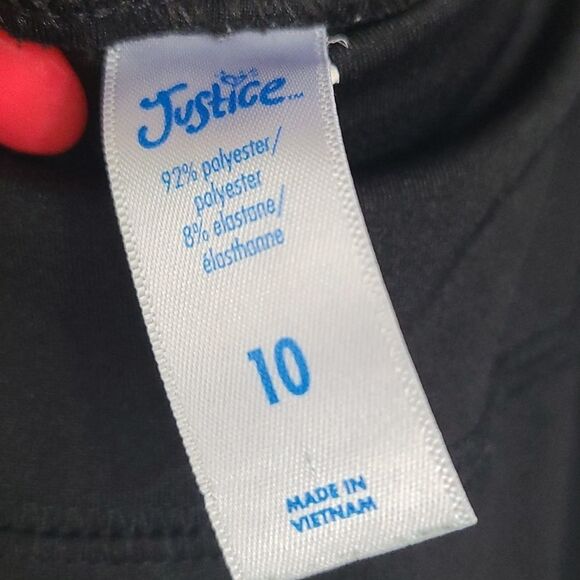 Justice...
92% polyester/
polyester
8% elastane/
élasthanne
10
MADE IN
VIETNAM